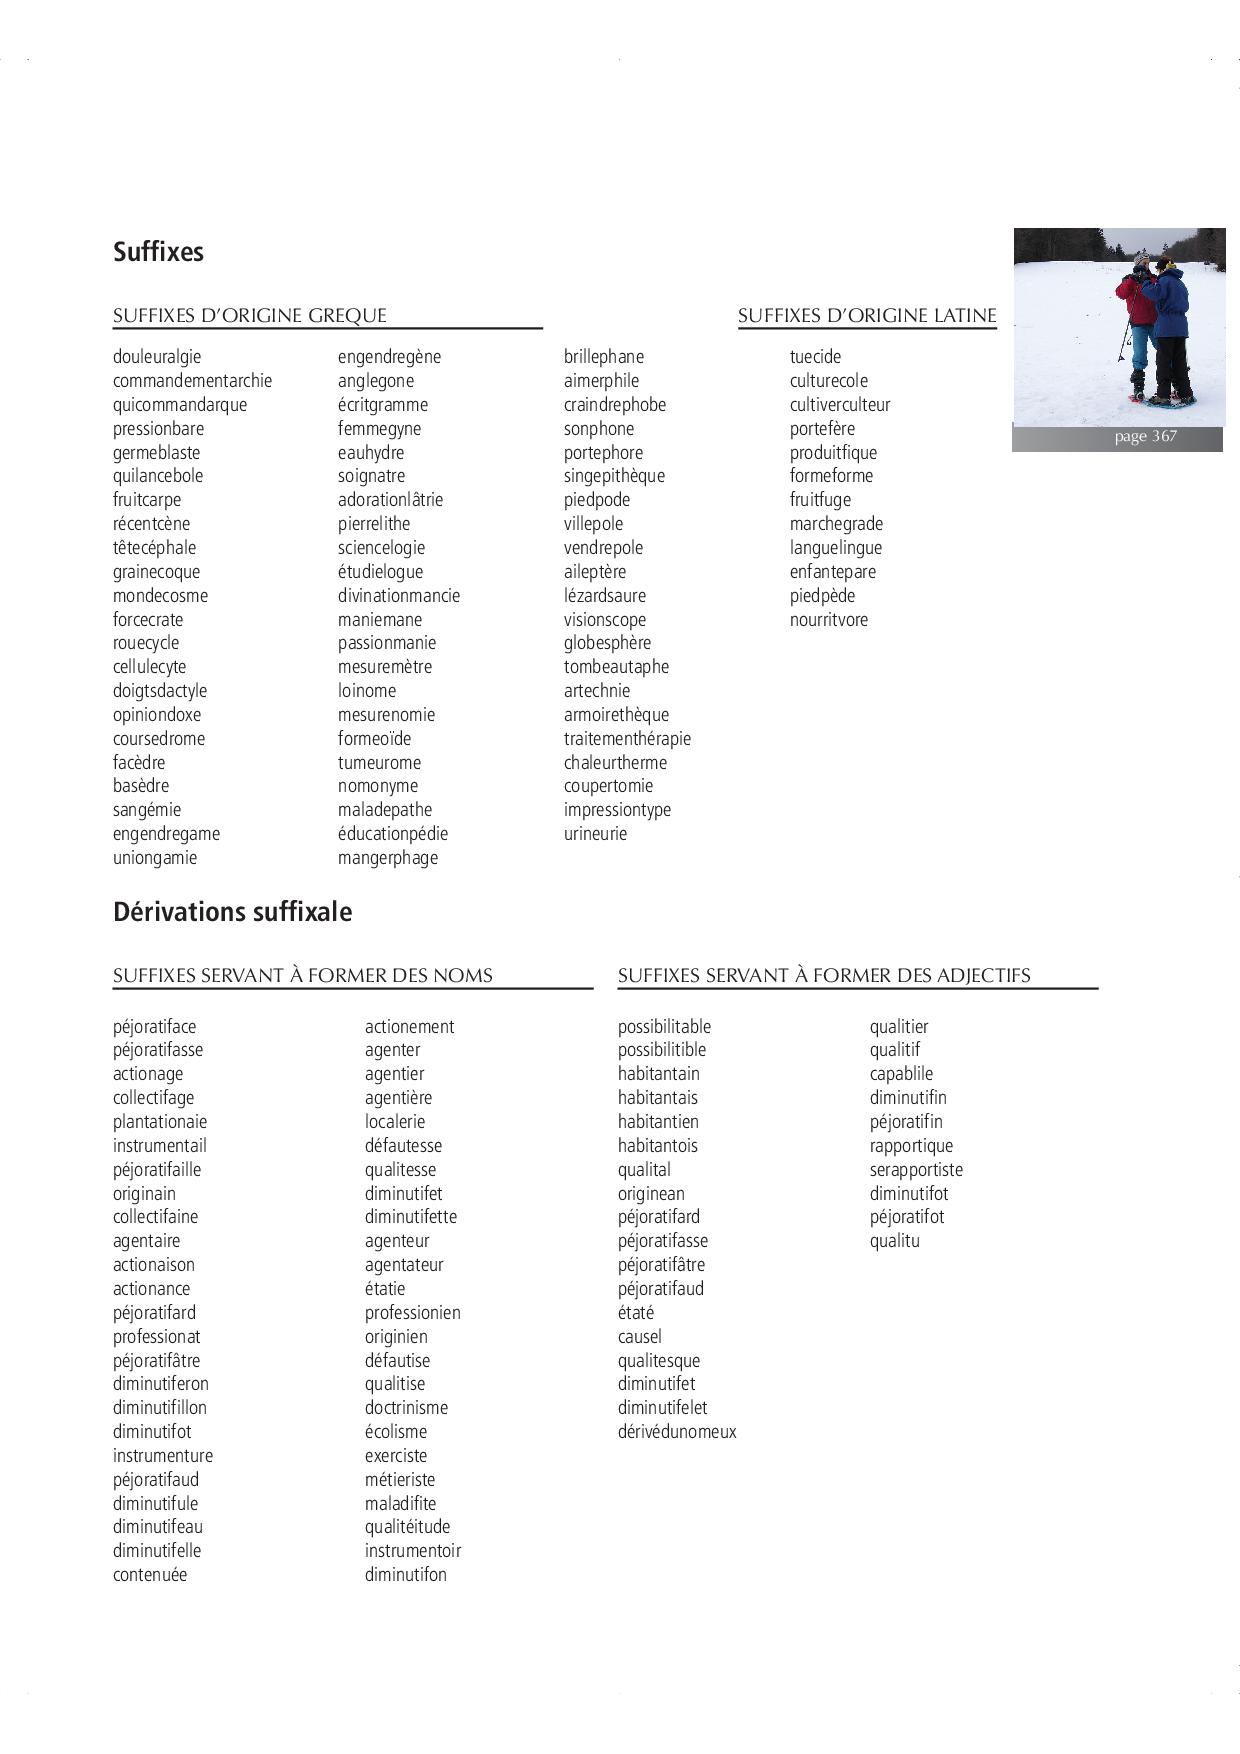 Suffixes
SUFFIXES D’ORIGINE GREQUE
douleuralgie
commandementarchie
quicommandarque
pressionbare
germeblaste
quilancebole
fruitcarpe
récentcène
têtecéphale
grainecoque
mondecosme
forcecrate
rouecycle
cellulecyte
doigtsdactyle
opiniondoxe
coursedrome
facèdre
basèdre
sangémie
engendregame
uniongamie
engendregène
anglegone
écritgramme
femmegyne
eauhydre
soignatre
adorationlâtrie
pierrelithe
sciencelogie
étudielogue
divinationmancie
maniemane
passionmanie
mesuremètre
loinome
mesurenomie
formeoïde
tumeurome
nomonyme
maladepathe
éducationpédie
mangerphage
brillephane
aimerphile
craindrephobe
sonphone
portephore
singepithèque
piedpode
villepole
vendrepole
aileptère
lézardsaure
visionscope
globesphère
tombeautaphe
artechnie
armoirethèque
traitementhérapie
chaleurtherme
coupertomie
impressiontype
urineurie
SUFFIXES D’ORIGINE LATINE
tuecide
culturecole
cultiverculteur
portefère
produitfique
formeforme
fruitfuge
marchegrade
languelingue
enfantepare
piedpède
nourritvore
page 367
Dérivations suffixale
SUFFIXES SERVANT À FORMER DES NOMS
péjoratiface
péjoratifasse
actionage
collectifage
plantationaie
instrumentail
péjoratifaille
originain
collectifaine
agentaire
actionaison
actionance
péjoratifard
professionat
péjoratifâtre
diminutiferon
diminutifillon
diminutifot
instrumenture
péjoratifaud
diminutifule
diminutifeau
diminutifelle
contenuée
actionement
agenter
agentier
agentière
localerie
défautesse
qualitesse
diminutifet
diminutifette
agenteur
agentateur
étatie
professionien
originien
défautise
qualitise
doctrinisme
écolisme
exerciste
métieriste
maladifite
qualitéitude
instrumentoir
diminutifon
SUFFIXES SERVANT À FORMER DES ADJECTIFS
possibilitable
possibilitible
habitantain
habitantais
habitantien
habitantois
qualital
originean
péjoratifard
péjoratifasse
péjoratifâtre
péjoratifaud
étaté
causel
qualitesque
diminutifet
diminutifelet
dérivédunomeux
qualitier
qualitif
capablile
diminutifin
péjoratifin
rapportique
serapportiste
diminutifot
péjoratifot
qualitu